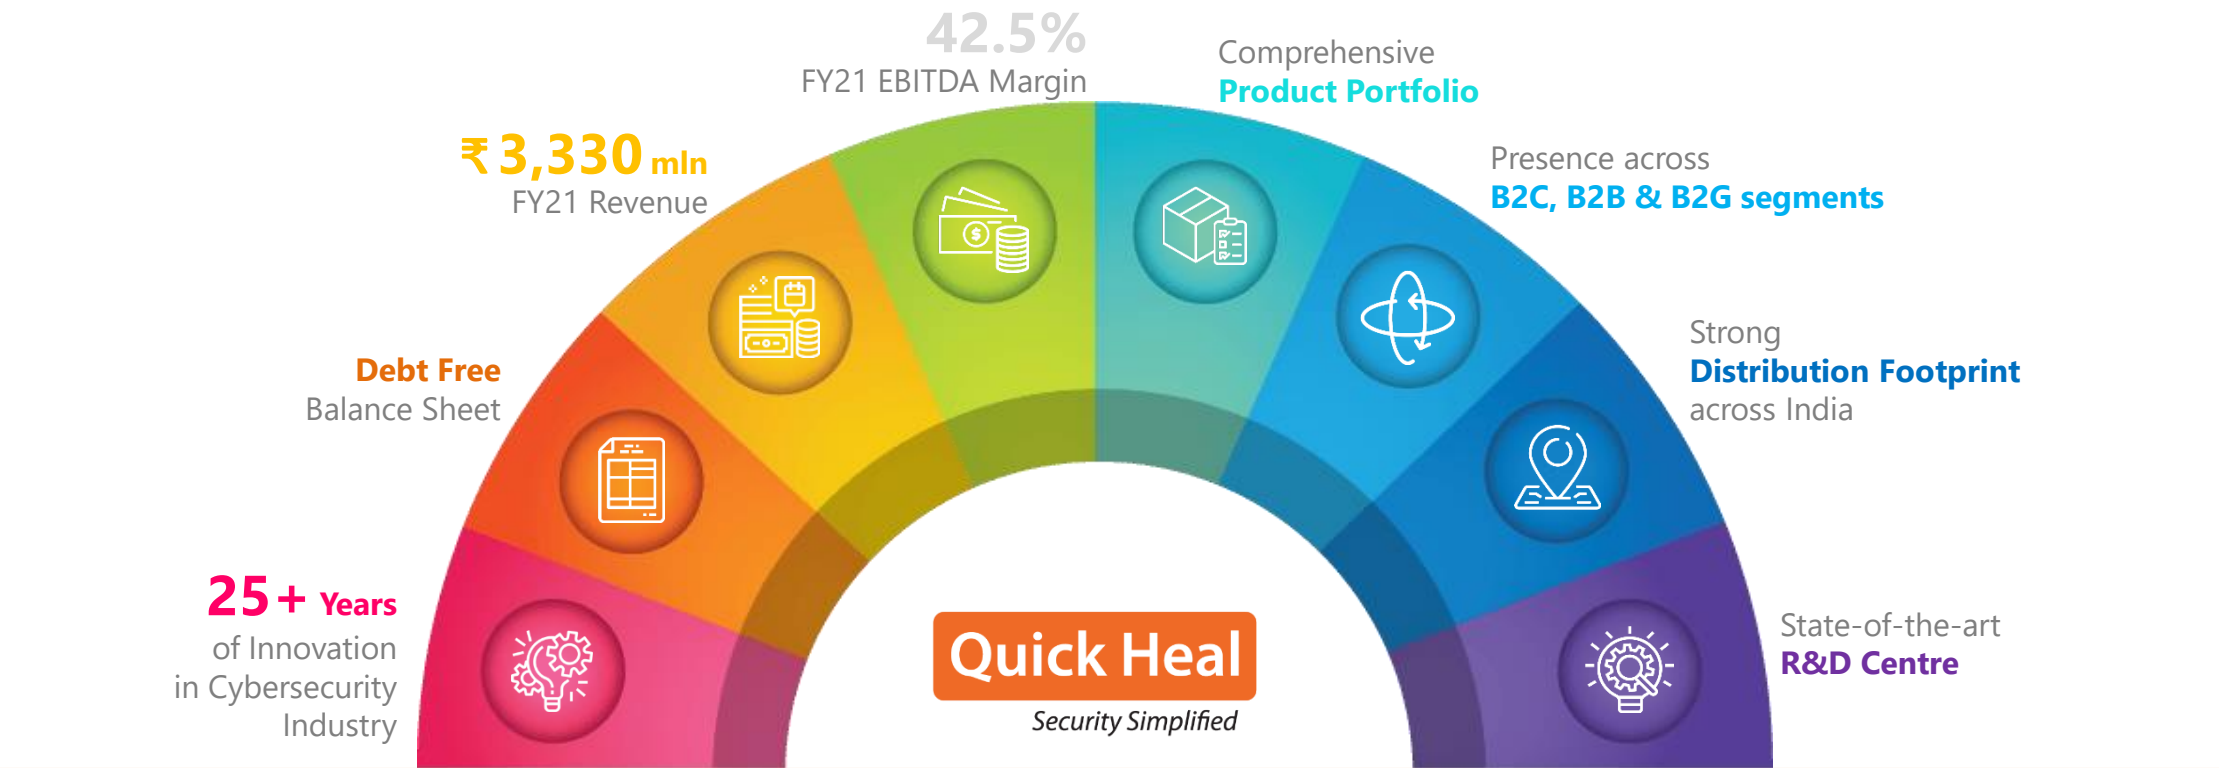 42.5%
FY21 EBITDA Margin
Comprehensive
Product Portfolio
₹ 3,330 mln
FY21 Revenue
Presence across
B2C, B2B & B2G segments
Debt Free
Balance Sheet
Strong
Distribution Footprint
across India
25+ Years
of Innovation
in Cybersecurity
Industry
Quick Heal
Security Simplified
State-of-the-art
R&D Centre